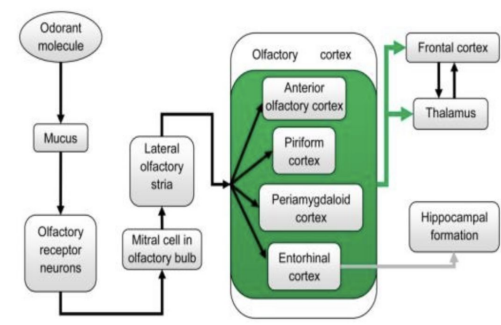 Odorant
molecule
Mucus
Olfactory
receptor
neurons
Mitral cell in
olfactory bulb
Lateral
olfactory
stria
Olfactory cortex
Anterior
olfactory cortex
Piriform
cortex
Periamygdaloid
cortex
Entorhinal
cortex
Frontal cortex
Thalamus
Hippocampal
formation